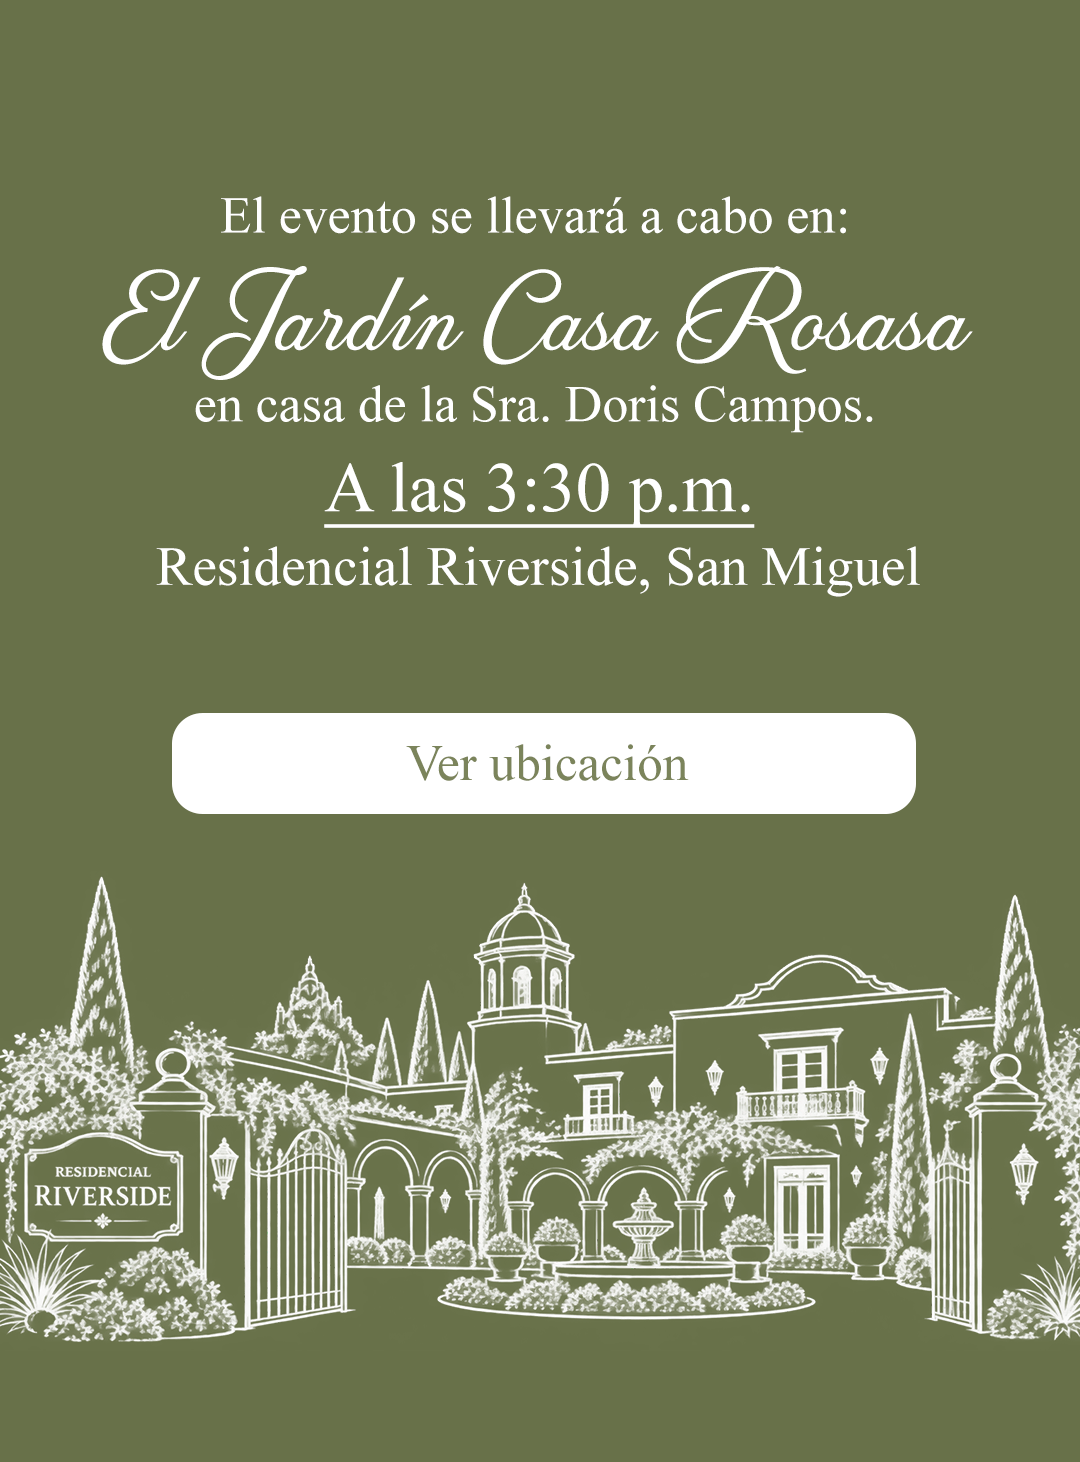 El evento se llevará a cabo en:
El Jardín Casa Rosasa
en casa de la Sra. Doris Campos.
A las 3:30 p.m.
Residencial Riverside, San Miguel
Ver ubicación
RESIDENCIAL
RIVERSIDE